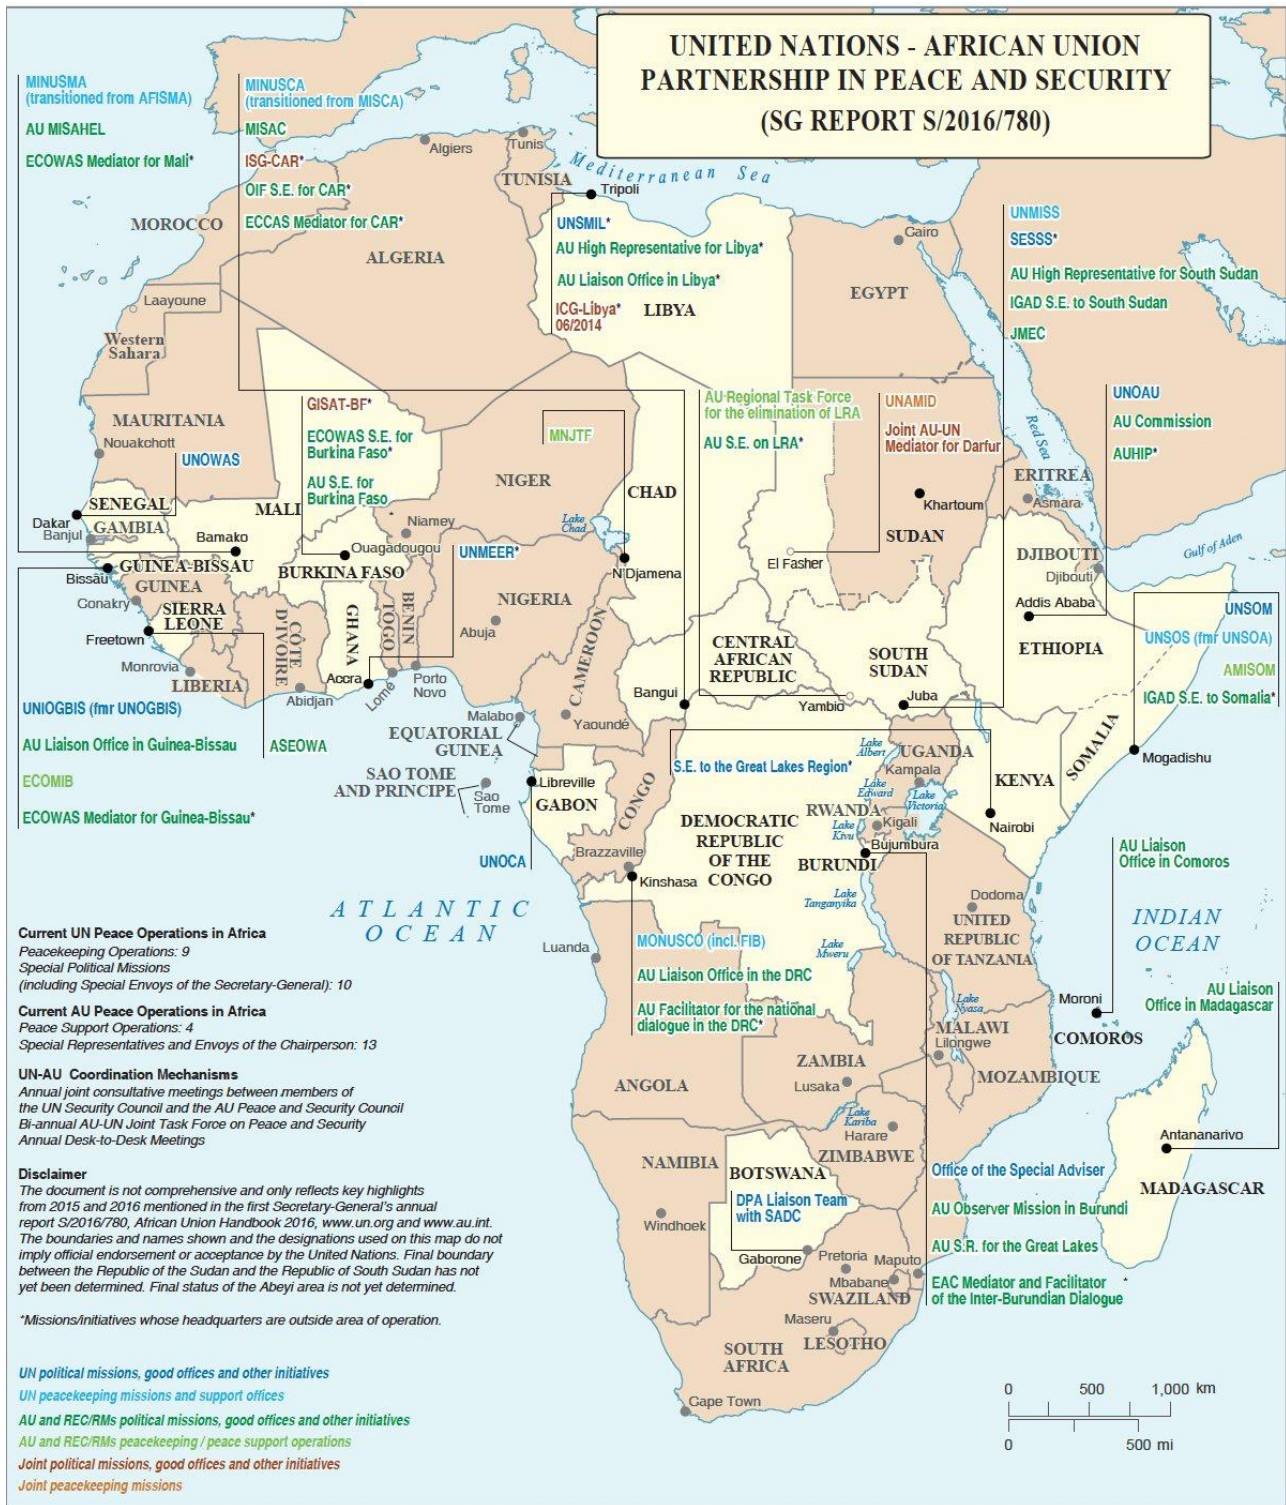 UNITED NATIONS - AFRICAN UNION
PARTNERSHIP IN PEACE AND SECURITY
(SG REPORT S/2016/780)
MINUSMA
(transitioned from AFISMA)
AU MISAHEL
ECOWAS Mediator for Mali*
MINUSCA
(transitioned from MISCA)
MISAC
ISG-CAR*
OIF S.E. for CAR*
ECCAS Mediator for CAR*
Algiers
Tunis
TUNISIA
Mediterranean Sea
Tripoli
MOROCCO
ALGERIA
UNSMIL*
AU High Representative for Libya*
AU Liaison Office in Libya*
ICG-Libya*
06/2014
LIBYA
Cairo
EGYPT
UNMISS
SESSS*
AU High Representative for South Sudan
IGAD S.E. to South Sudan
JMEC
Laayoune
Western
Sahara
MAURITANIA
Nouakchott
UNOWAS
GISAT-BF*
ECOWAS S.E. for
Burkina Faso*
AU S.E. for
Burkina Faso
MNJTF
AU Regional Task Force
for the elimination of LRA
AU S.E. on LRA*
UNAMID
Joint AU-UN
Mediator for Darfur
UNOAU
AU Commission
AUHIP*
Red Sea
ERITREA
Asmara
SENEGAL
Dakar
Banjul
GAMBIA
MALI
Bamako
NIGER
Niamey
Lake
Chad
CHAD
N'Djamena
Khartoum
SUDAN
El Fasher
DJIBOUTI
Djibouti
Gulf of Aden
Bissau
GUINEA-BISSAU
GUINEA
Conakry
SIERRA
LEONE
Freetown
Monrovia
LIBERIA
CÔTE
D'IVOIRE
Abidjan
Ouagadougou
BURKINA FASO
GHANA
Accra
TOGO
Lomé
BENIN
Porto
Novo
UNMEER*
NIGERIA
Abuja
CAMEROON
Yaoundé
CENTRAL
AFRICAN
REPUBLIC
Bangui
SOUTH
SUDAN
Yambio
Juba
Addis Ababa
ETHIOPIA
UNSOM
UNSOS (fmr UNSOA)
AMISOM
IGAD S.E. to Somalia*
SOMALIA
Mogadishu
UNIOGBIS (fmr UNOGBIS)
AU Liaison Office in Guinea-Bissau
ECOMIB
ECOWAS Mediator for Guinea-Bissau*
ASEOWA
Malabo
EQUATORIAL
GUINEA
SAO TOME
AND PRINCIPE
Sao
Tome
Libreville
GABON
UNOCA
CONGO
Brazzaville
Kinshasa
S.E. to the Great Lakes Region*
DEMOCRATIC
REPUBLIC
OF THE
CONGO
Lake
Albert
UGANDA
Kampala
Lake
Edward
Lake
Victoria
RWANDA
Kigali
Lake
Kivu
Bujumbura
BURUNDI
KENYA
Nairobi
Lake
Tanganyika
Dodoma
UNITED
REPUBLIC
OF TANZANIA
AU Liaison
Office in Comoros
INDIAN
OCEAN
ATLANTIC
OCEAN
Luanda
MONUSCO (incl. FIB)
AU Liaison Office in the DRC
AU Facilitator for the national
dialogue in the DRC*
Lake
Mweru
Lake
Nyasa
MALAWI
Lilongwe
Moroni
COMOROS
AU Liaison
Office in Madagascar
ANGOLA
ZAMBIA
Lusaka
Lake
Kariba
Harare
ZIMBABWE
MOZAMBIQUE
Antananarivo
MADAGASCAR
NAMIBIA
Windhoek
BOTSWANA
DPA Liaison Team
with SADC
Gaborone
Pretoria
Maputo
Mbabane
SWAZILAND
Maseru
LESOTHO
SOUTH
AFRICA
Cape Town
Office of the Special Adviser
AU Observer Mission in Burundi
AU S.R. for the Great Lakes
EAC Mediator and Facilitator *
of the Inter-Burundian Dialogue
Current UN Peace Operations in Africa
Peacekeeping Operations: 9
Special Political Missions
(including Special Envoys of the Secretary-General): 10
Current AU Peace Operations in Africa
Peace Support Operations: 4
Special Representatives and Envoys of the Chairperson: 13
UN-AU Coordination Mechanisms
Annual joint consultative meetings between members of
the UN Security Council and the AU Peace and Security Council
Bi-annual AU-UN Joint Task Force on Peace and Security
Annual Desk-to-Desk Meetings
Disclaimer
The document is not comprehensive and only reflects key highlights
from 2015 and 2016 mentioned in the first Secretary-General's annual
report S/2016/780, African Union Handbook 2016, www.un.org and www.au.int.
The boundaries and names shown and the designations used on this map do not
imply official endorsement or acceptance by the United Nations. Final boundary
between the Republic of the Sudan and the Republic of South Sudan has not
yet been determined. Final status of the Abyei area is not yet determined.
*Missions/initiatives whose headquarters are outside area of operation.
UN political missions, good offices and other initiatives
UN peacekeeping missions and support offices
AU and REC/RMs political missions, good offices and other initiatives
AU and REC/RMs peacekeeping / peace support operations
Joint political missions, good offices and other initiatives
Joint peacekeeping missions
0 500 1,000 km
0 500 mi